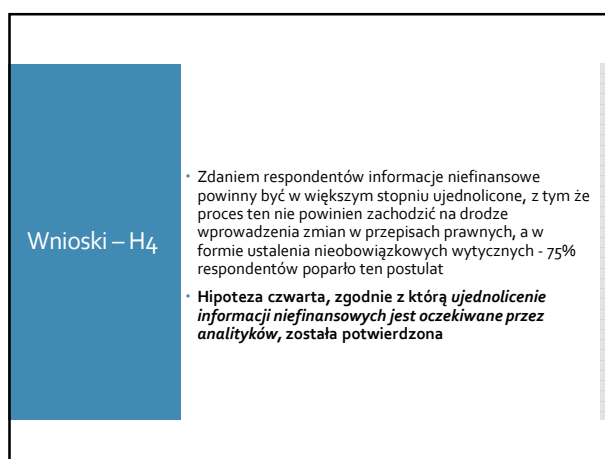 Wnioski – H4
• Zdaniem respondentów informacje niefinansowe
powinny być w większym stopniu ujednolicone, z tym że
proces ten nie powinien zachodzić na drodze
wprowadzenia zmian w przepisach prawnych, a w
formie ustalenia nieobowiązkowych wytycznych - 75%
respondentów poparło ten postulat
• Hipoteza czwarta, zgodnie z którą ujednolicenie
informacji niefinansowych jest oczekiwane przez
analityków, została potwierdzona